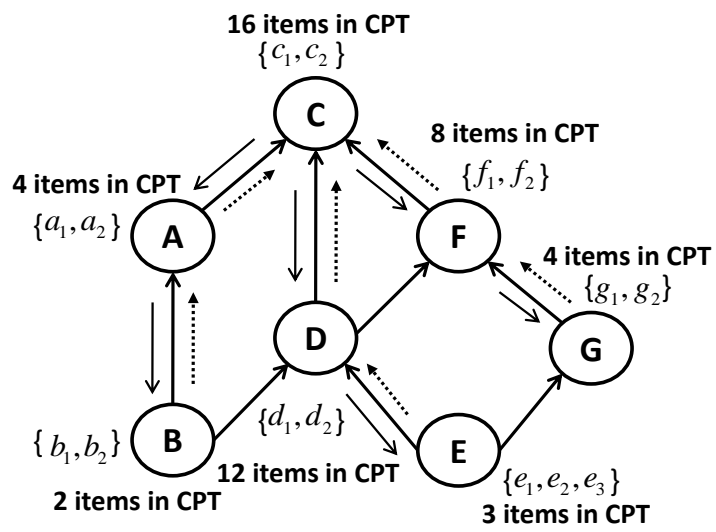 16 items in CPT
{c₁, c₂}
C
8 items in CPT
{f₁, f₂}
4 items in CPT
{a₁, a₂}
A
F
4 items in CPT
{g₁, g₂}
G
D
{b₁, b₂}
B
{d₁, d₂}
E
12 items in CPT
{e₁, e₂, e₃}
2 items in CPT
3 items in CPT